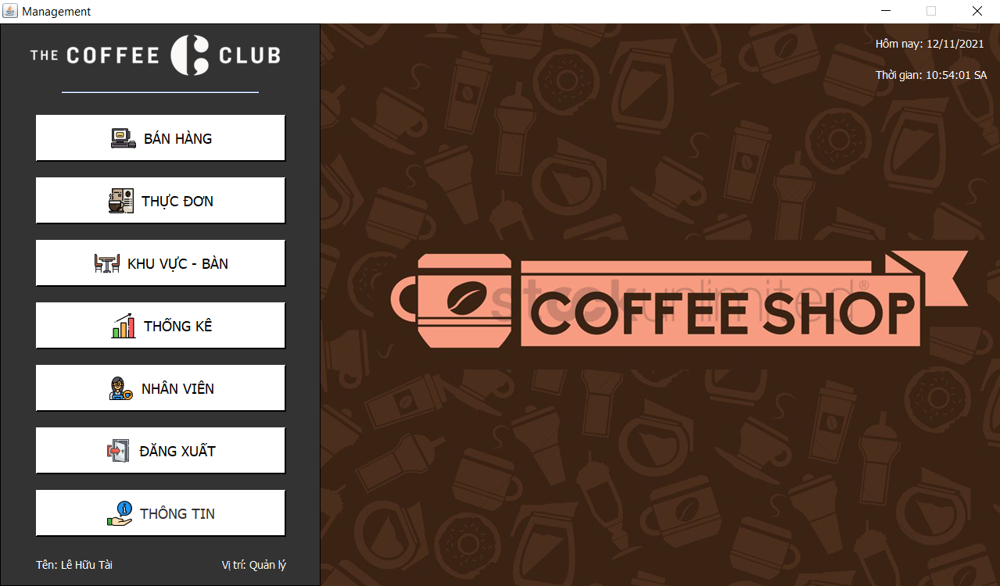 Management
THE COFFEE CLUB
Hôm nay: 12/11/2021
Thời gian: 10:54:01 SA
BÁN HÀNG
THỰC ĐƠN
KHU VỰC - BÀN
THỐNG KÊ
NHÂN VIÊN
ĐĂNG XUẤT
THÔNG TIN
Tên: Lê Hữu Tài
Vị trí: Quản lý
stockunlimited®
COFFEE SHOP